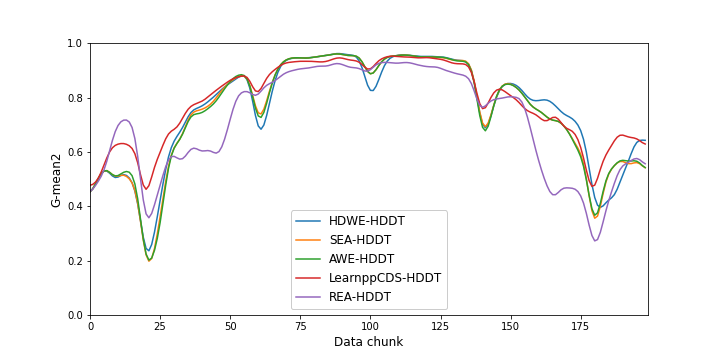 1.0
0.8
0.6
0.4
0.2
0.0
G-mean2
HDWE-HDDT
SEA-HDDT
AWE-HDDT
LearnppCDS-HDDT
REA-HDDT
0 25 50 75 100 125 150 175
Data chunk